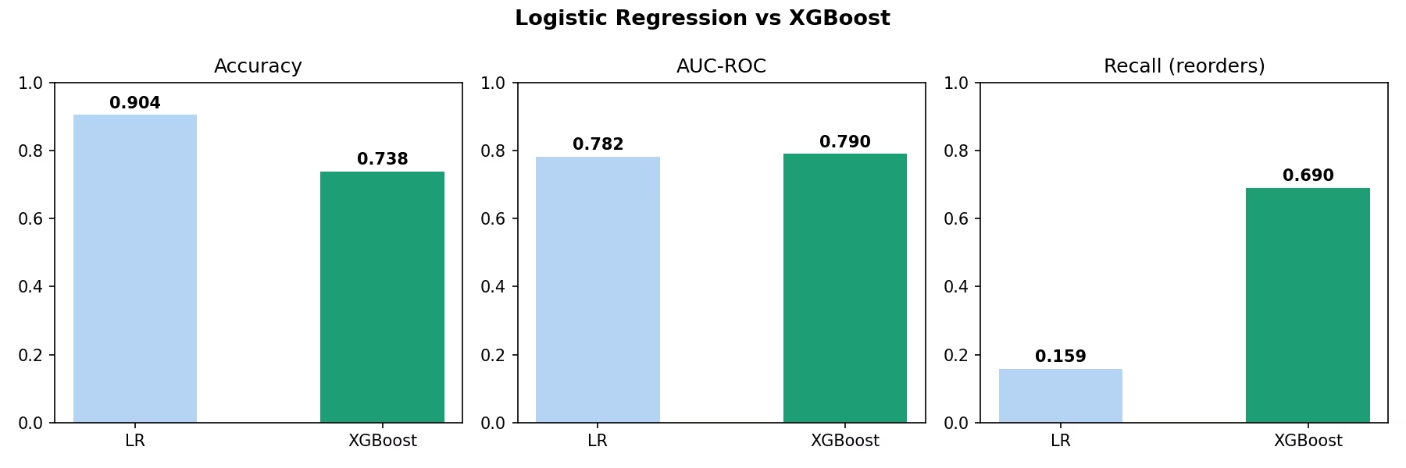 Logistic Regression vs XGBoost
Accuracy
1.0
0.8
0.6
0.4
0.2
0.0
0.904
0.738
LR
XGBoost
AUC-ROC
1.0
0.8
0.6
0.4
0.2
0.0
0.782
0.790
LR
XGBoost
Recall (reorders)
1.0
0.8
0.6
0.4
0.2
0.0
0.159
0.690
LR
XGBoost